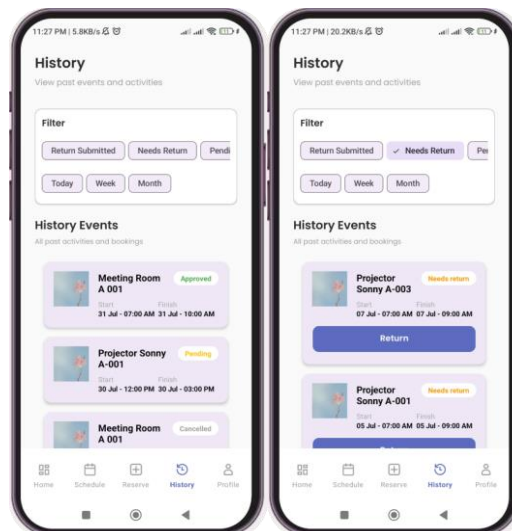 11:27 PM | 5.8KB/s
History
View past events and activities
Filter
Return Submitted Needs Return Pendi
Today Week Month
History Events
All past activities and bookings
Meeting Room Approved
A 001
Start Finish
31 Jul - 07:00 AM 31 Jul - 10:00 AM
Projector Sonny Pending
A-001
Start Finish
30 Jul - 12:00 PM 30 Jul - 03:00 PM
Meeting Room Cancelled
A 001
Home Schedule Reserve History Profile
11:27 PM | 20.2KB/s
History
View past events and activities
Filter
Return Submitted ✓ Needs Return Pe
Today Week Month
History Events
All past activities and bookings
Projector Needs return
Sonny A-003
Start Finish
07 Jul - 07:00 AM 07 Jul - 09:00 AM
Return
Projector Needs return
Sonny A-001
Start Finish
05 Jul - 07:00 AM 05 Jul - 09:00 AM
Home Schedule Reserve History Profile